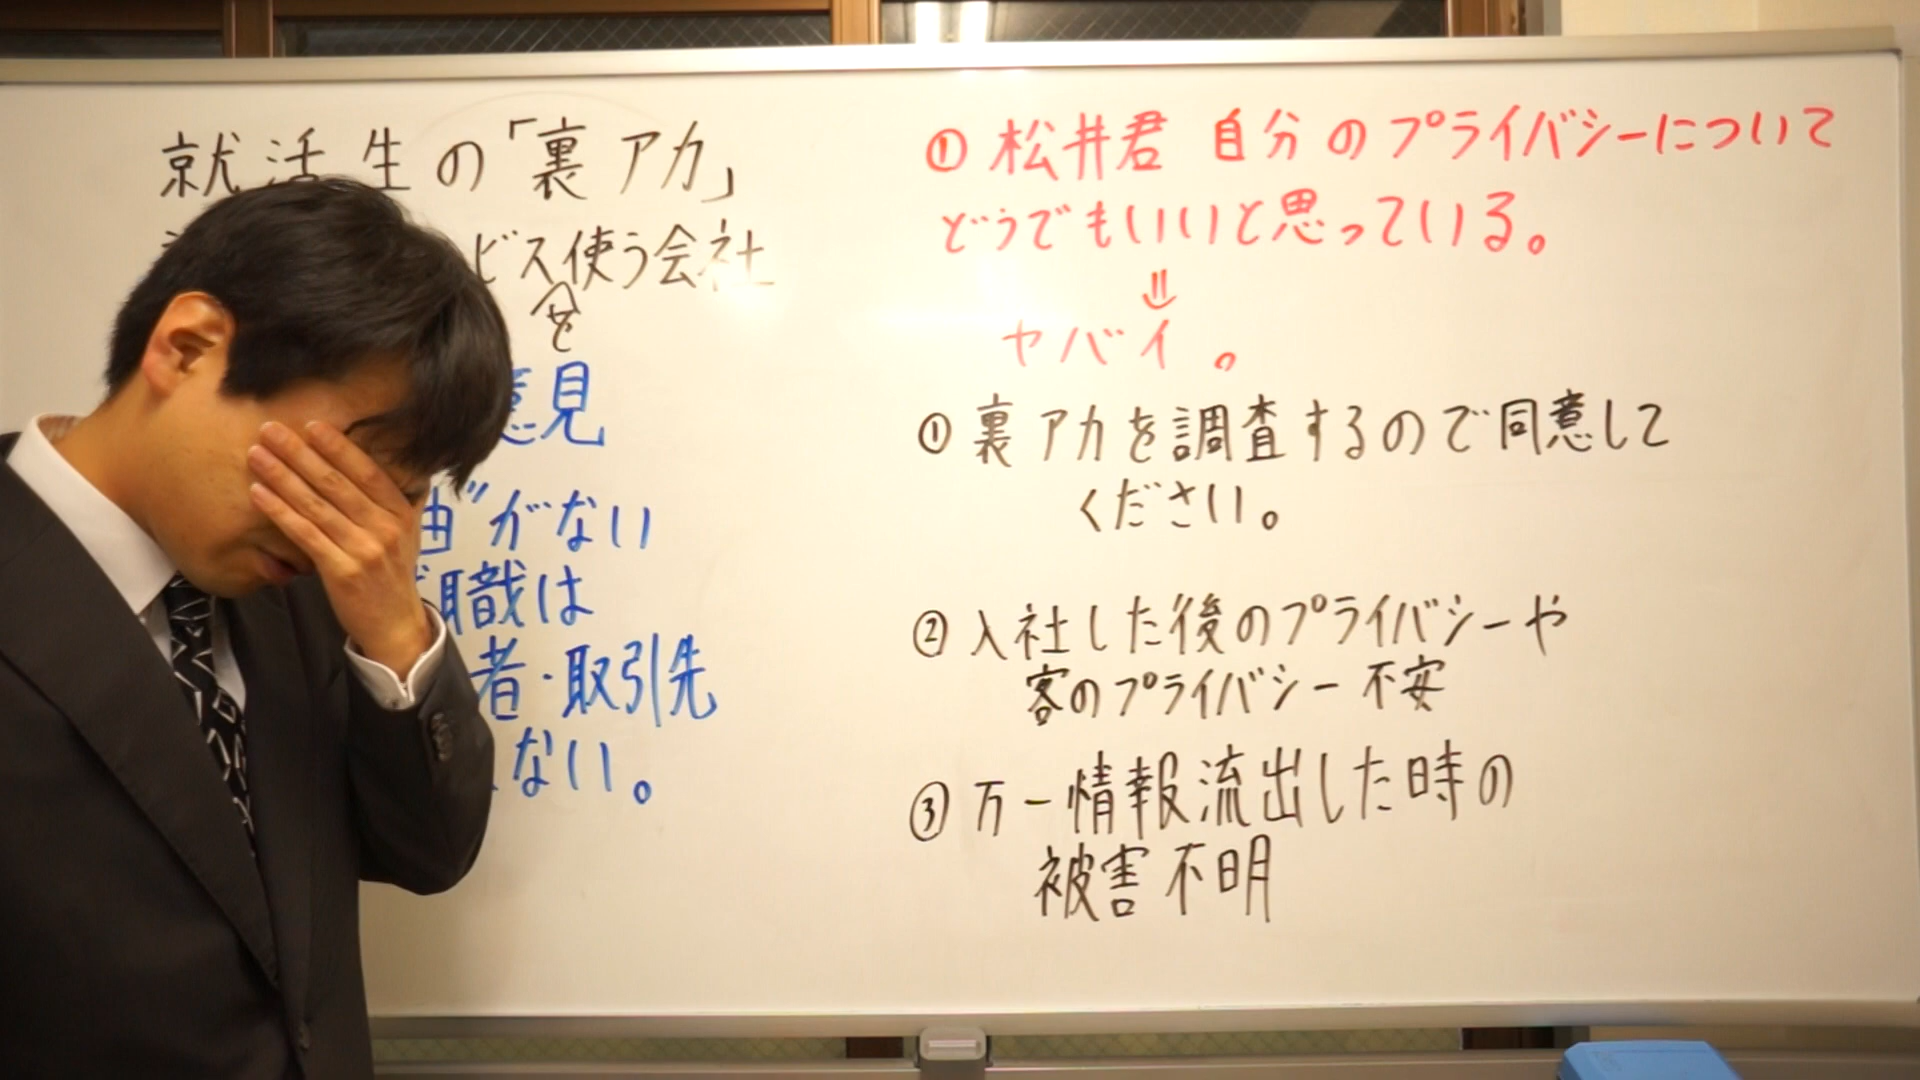 就活生の「裏アカ」
ビス使う会社
を
意見
由"がない
職は
者・取引先
ない。
① 松井君 自分のプライバシーについて
どうでもいいと思っている。
⇓
ヤバイ。
① 裏アカを調査するので同意して
ください。
② 入社した後のプライバシーや
客のプライバシー不安
③ 万一情報流出した時の
被害不明